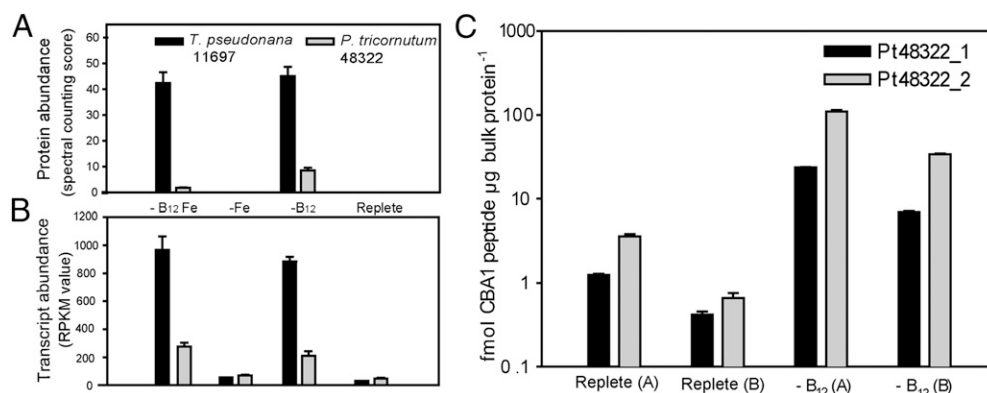 A
T. pseudonana
11697
P. tricornutum
48322
Protein abundance
(spectral counting score)
60
50
40
30
20
10
0
- B12 Fe
-Fe
-B12
Replete
B
Transcript abundance
(RPKM value)
1200
1000
800
600
400
200
0
C
Pt48322_1
Pt48322_2
fmol CBA1 peptide µg bulk protein-1
1000
100
10
1
0.1
Replete (A)
Replete (B)
- B12 (A)
- B12 (B)